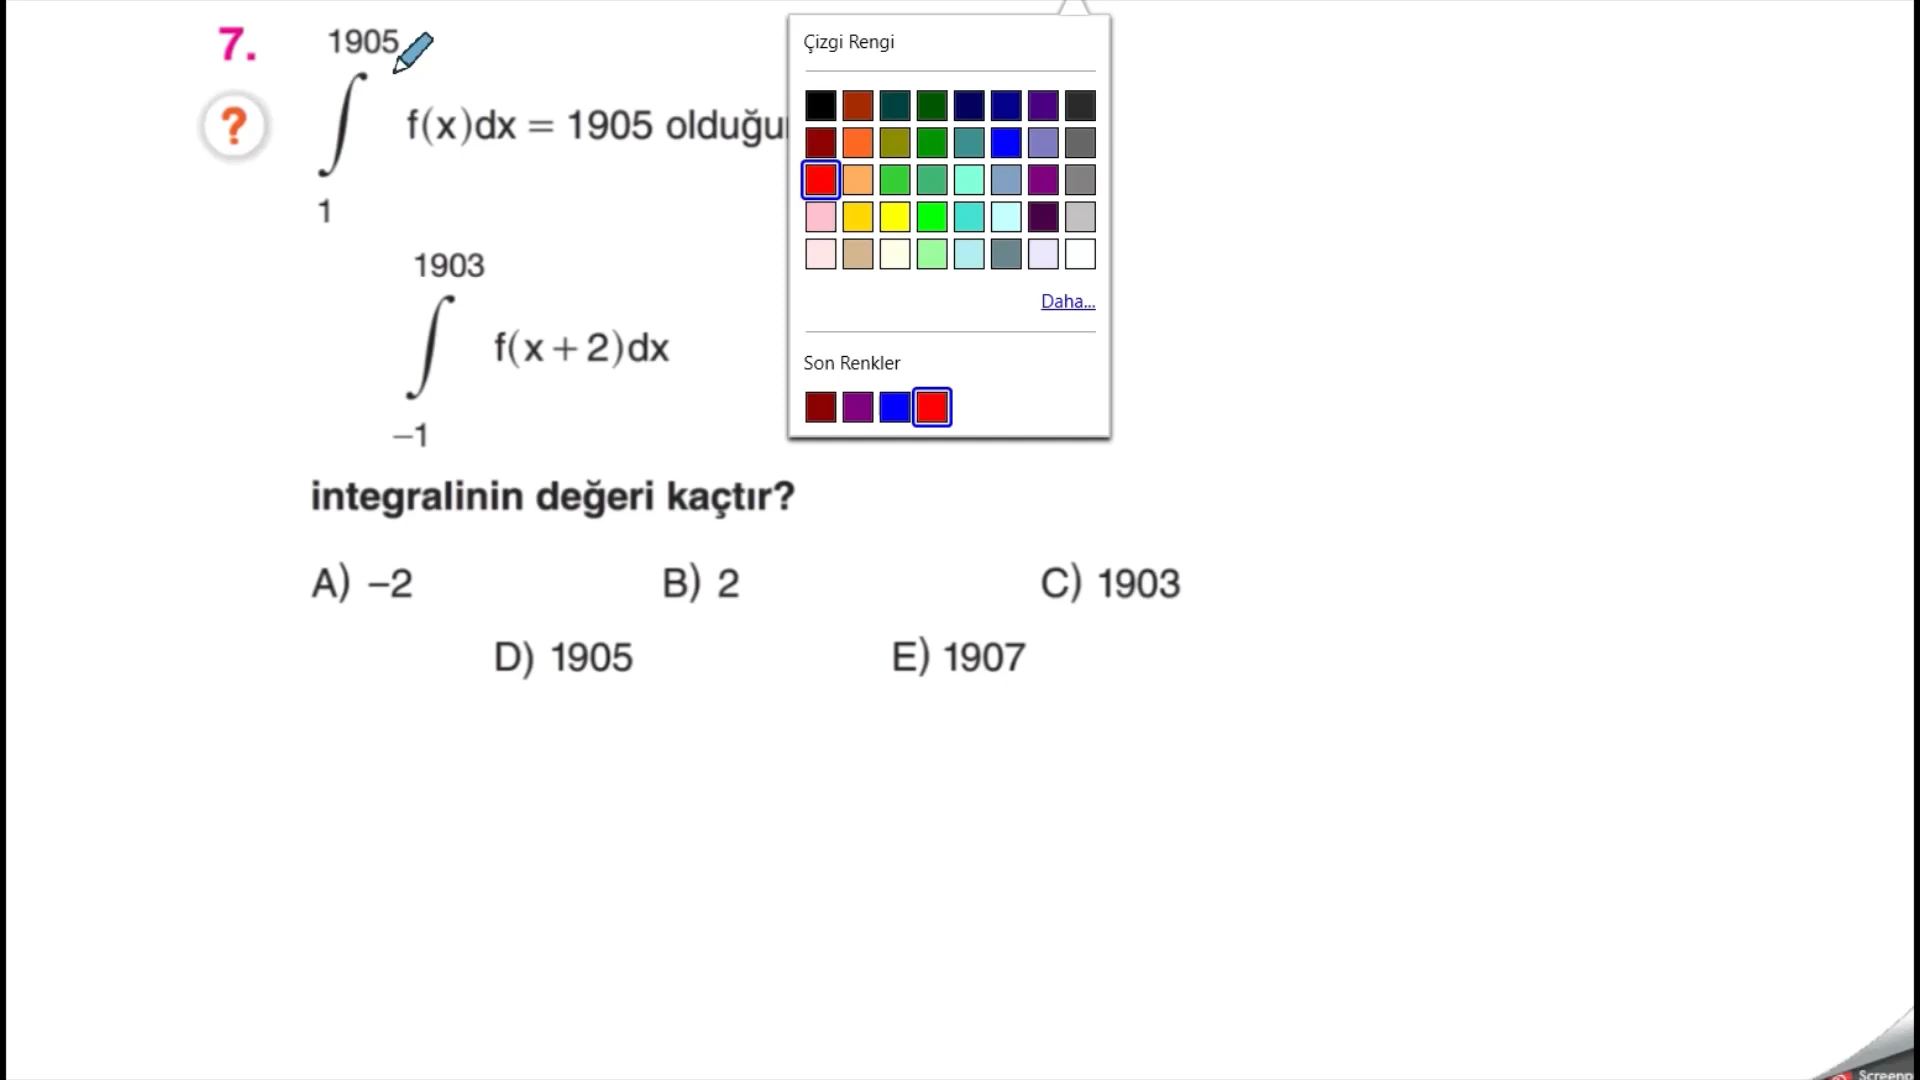 7.
1905
∫ f(x)dx = 1905
1
1903
∫ f(x+2)dx
–1
integralinin değeri kaçtır?
A) –2 B) 2 C) 1903
D) 1905 E) 1907
?
Çizgi Rengi
Daha...
Son Renkler